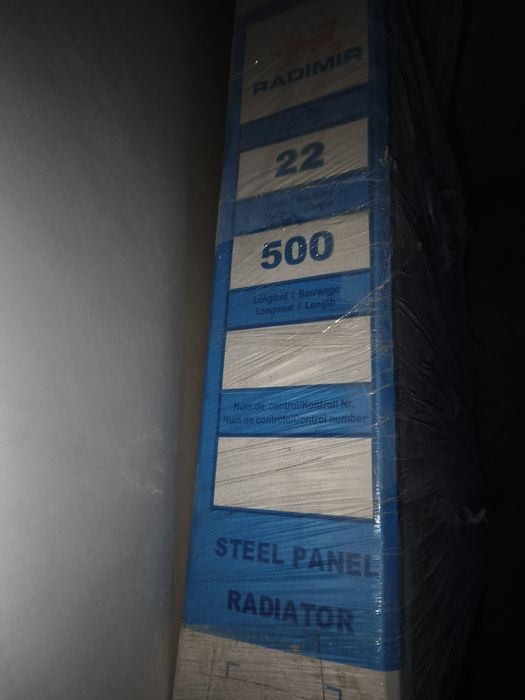 RADIMIR
22
500
Longitud / Baulange
Longueur / Length
Num.de control/Kontroll Nr.
Num.de contrôle/Control number
STEEL PANEL
RADIATOR